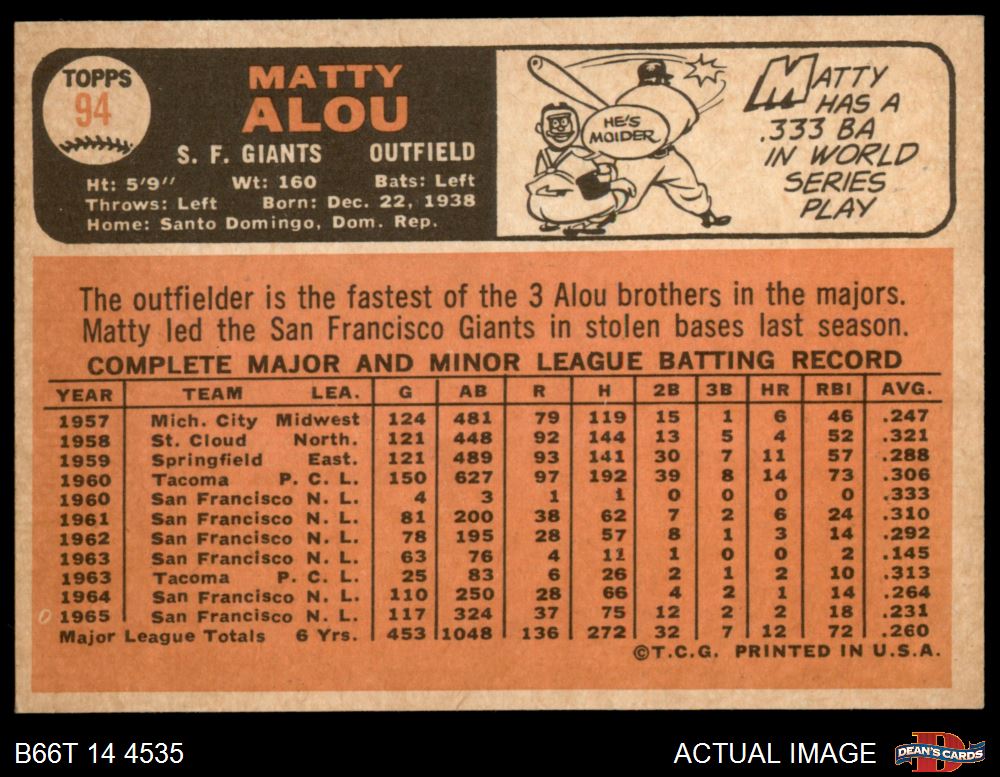 TOPPS
94
MATTY
ALOU
S. F. GIANTS OUTFIELD
Ht: 5'9" Wt: 160 Bats: Left
Throws: Left Born: Dec. 22, 1938
Home: Santo Domingo, Dom. Rep.
HE'S
MOIDER
MATTY
HAS A
.333 BA
IN WORLD
SERIES
PLAY
The outfielder is the fastest of the 3 Alou brothers in the majors.
Matty led the San Francisco Giants in stolen bases last season.
COMPLETE MAJOR AND MINOR LEAGUE BATTING RECORD
YEAR TEAM LEA. G AB R H 2B 3B HR RBI AVG.
1957 Mich. City Midwest 124 481 79 119 15 1 6 46 .247
1958 St. Cloud North. 121 448 92 144 13 5 4 52 .321
1959 Springfield East. 121 489 93 141 30 7 11 57 .288
1960 Tacoma P. C. L. 150 627 97 192 39 8 14 73 .306
1960 San Francisco N. L. 4 3 1 1 0 0 0 0 .333
1961 San Francisco N. L. 81 200 38 62 7 2 6 24 .310
1962 San Francisco N. L. 78 195 28 57 8 1 3 14 .292
1963 San Francisco N. L. 63 76 4 11 1 0 0 2 .145
1963 Tacoma P. C. L. 25 83 6 26 2 1 2 10 .313
1964 San Francisco N. L. 110 250 28 66 4 2 1 14 .264
1965 San Francisco N. L. 117 324 37 75 12 2 2 18 .231
Major League Totals 6 Yrs. 453 1048 136 272 32 7 12 72 .260
©T.C.G. PRINTED IN U.S.A.
B66T 14 4535
ACTUAL IMAGE
DEAN'S CARDS